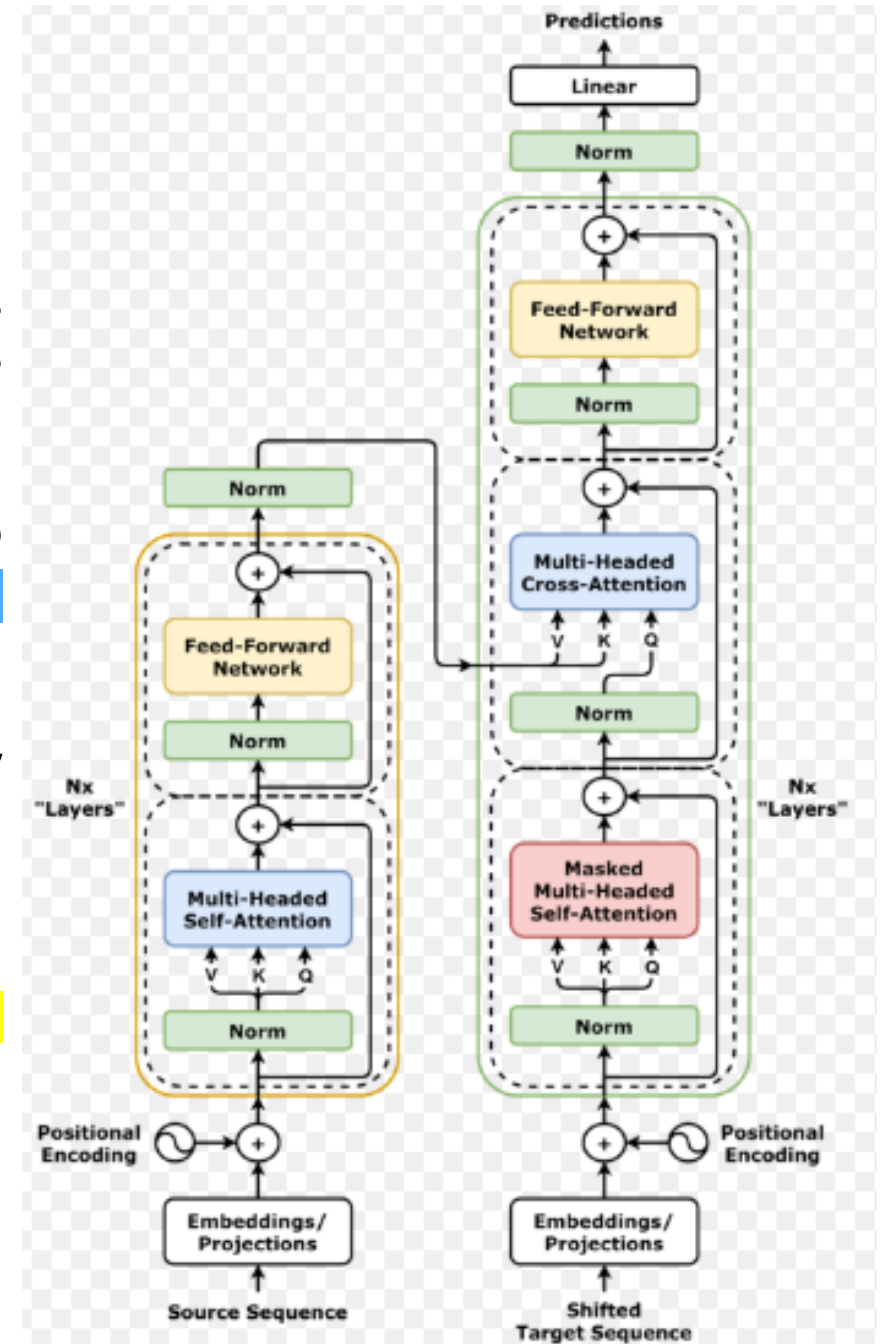 Predictions
Linear
Norm
Feed-Forward
Network
Norm
Multi-Headed
Cross-Attention
V K Q
Norm
Masked
Multi-Headed
Self-Attention
V K Q
Norm
Nx
"Layers"
Positional
Encoding
Embeddings/
Projections
Shifted
Target Sequence
Norm
Feed-Forward
Network
Norm
Nx
"Layers"
Multi-Headed
Self-Attention
V K Q
Norm
Positional
Encoding
Embeddings/
Projections
Source Sequence